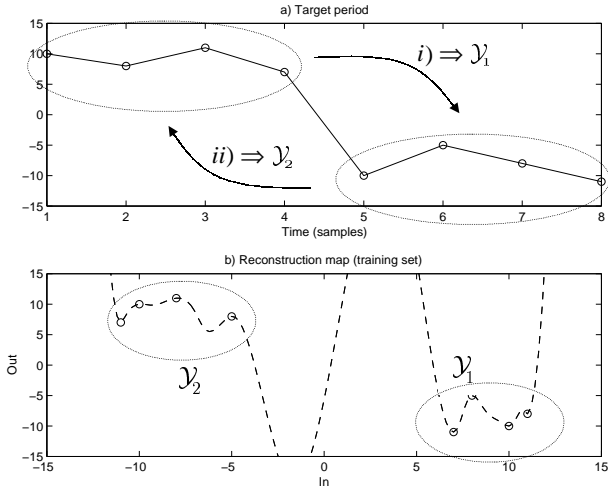 a) Target period
15
10
5
0
−5
−10
−15
i) ⇒ 𝒴₁
ii) ⇒ 𝒴₂
1 2 3 4 5 6 7 8
Time (samples)
b) Reconstruction map (training set)
15
10
5
0
−5
−10
−15
Out
𝒴₂
𝒴₁
−15 −10 −5 0 5 10 15
In